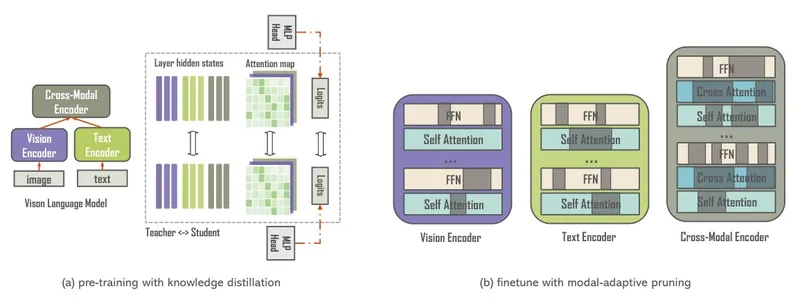 Cross-Modal
Encoder
Vision
Encoder
Text
Encoder
image
text
Vison Language Model
MLP
Head
Layer hidden states
Attention map
Logits
Logits
Teacher <-> Student
MLP
Head
(a) pre-training with knowledge distillation
FFN
Self Attention
...
FFN
Self Attention
Vision Encoder
FFN
Self Attention
...
FFN
Self Attention
Text Encoder
FFN
Cross Attention
Self Attention
...
FFN
Cross Attention
Self Attention
Cross-Modal Encoder
(b) finetune with modal-adaptive pruning